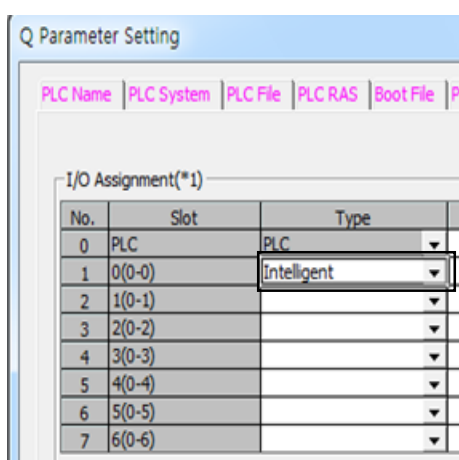 Q Parameter Setting
PLC Name PLC System PLC File PLC RAS Boot File
I/O Assignment(*1)
No. Slot Type
0 PLC PLC
1 0(0-0) Intelligent
2 1(0-1)
3 2(0-2)
4 3(0-3)
5 4(0-4)
6 5(0-5)
7 6(0-6)